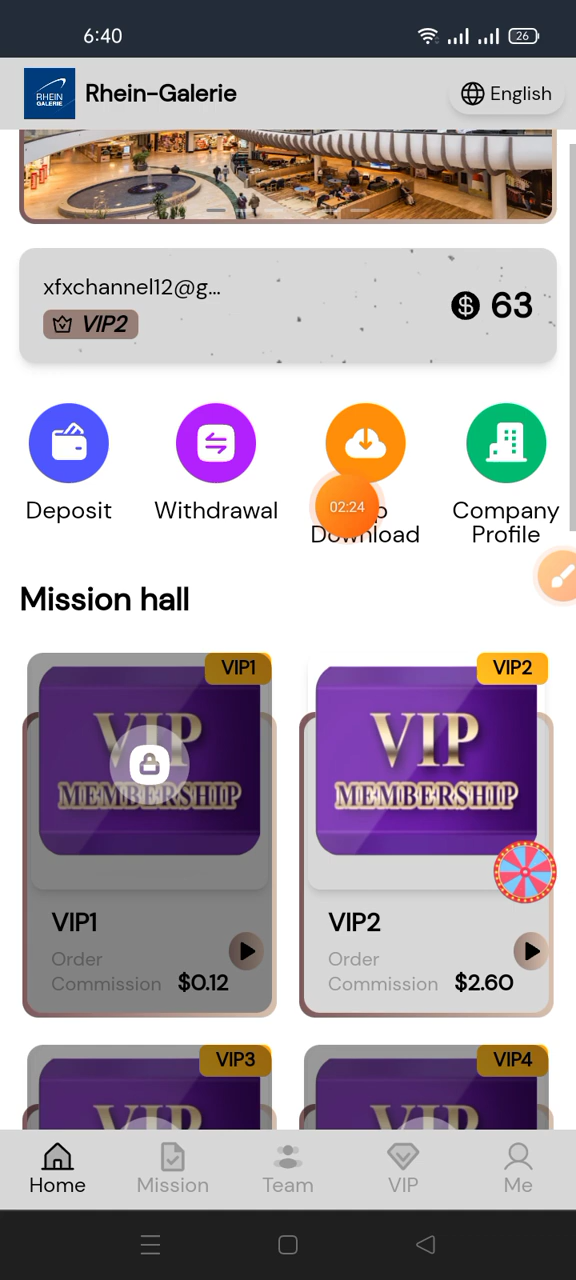 6:40
26
RHEIN
GALERIE
Rhein-Galerie
English
xfxchannel12@g...
VIP2
$ 63
Deposit
Withdrawal
02:24
Download
Company
Profile
Mission hall
VIP1
VIP
MEMBERSHIP
VIP1
Order
Commission $0.12
VIP2
VIP
MEMBERSHIP
VIP2
Order
Commission $2.60
VIP3
VIP
VIP4
VIP
Home
Mission
Team
VIP
Me